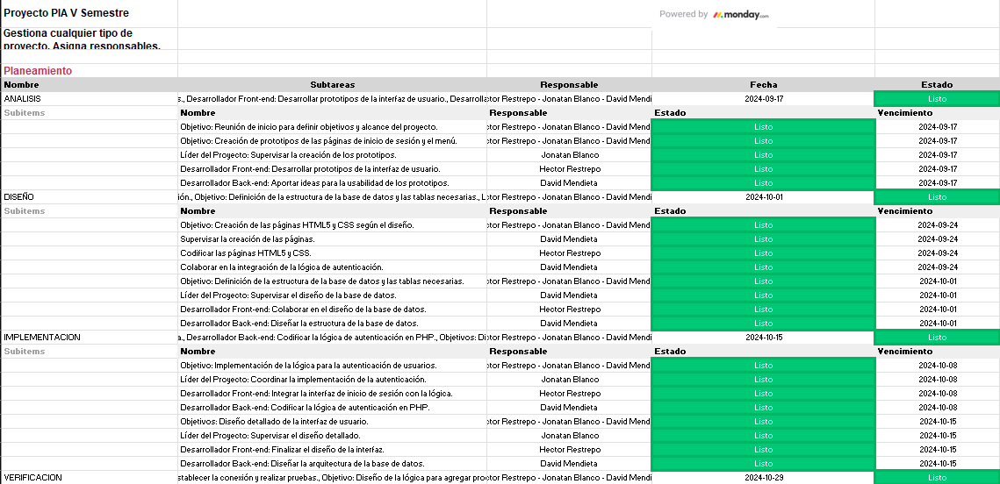 Proyecto PIA V Semestre
Powered by monday.com
Gestiona cualquier tipo de
proyecto. Asigna responsables.
Planeamiento
Nombre Subtareas Responsable Fecha Estado
ANALISIS s., Desarrollador Front-end: Desarrollar prototipos de la interfaz de usuario., Desarrolla ctor Restrepo - Jonatan Blanco - David Mendi 2024-09-17 Listo
Subitems Nombre Responsable Estado Vencimiento
Objetivo: Reunión de inicio para definir objetivos y alcance del proyecto. ctor Restrepo - Jonatan Blanco - David Mend Listo 2024-09-17
Objetivo: Creación de prototipos de las páginas de inicio de sesión y el menú. ctor Restrepo - Jonatan Blanco - David Mend Listo 2024-09-17
Líder del Proyecto: Supervisar la creación de los prototipos. Jonatan Blanco Listo 2024-09-17
Desarrollador Front-end: Desarrollar prototipos de la interfaz de usuario. Hector Restrepo Listo 2024-09-17
Desarrollador Back-end: Aportar ideas para la usabilidad de los prototipos. David Mendieta Listo 2024-09-17
DISEÑO ión., Objetivo: Definición de la estructura de la base de datos y las tablas necesarias., L ctor Restrepo - Jonatan Blanco - David Mendi 2024-10-01 Listo
Subitems Nombre Responsable Estado Vencimiento
Objetivo: Creación de las páginas HTML5 y CSS según el diseño. ctor Restrepo - Jonatan Blanco - David Mend Listo 2024-09-24
Supervisar la creación de las páginas. David Mendieta Listo 2024-09-24
Codificar las páginas HTML5 y CSS. Hector Restrepo Listo 2024-09-24
Colaborar en la integración de la lógica de autenticación. David Mendieta Listo 2024-09-24
Objetivo: Definición de la estructura de la base de datos y las tablas necesarias. ctor Restrepo - Jonatan Blanco - David Mend Listo 2024-10-01
Líder del Proyecto: Supervisar el diseño de la base de datos. David Mendieta Listo 2024-10-01
Desarrollador Front-end: Colaborar en el diseño de la base de datos. Hector Restrepo Listo 2024-10-01
Desarrollador Back-end: Diseñar la estructura de la base de datos. David Mendieta Listo 2024-10-01
IMPLEMENTACION a., Desarrollador Back-end: Codificar la lógica de autenticación en PHP., Objetivos: Di ctor Restrepo - Jonatan Blanco - David Mendi 2024-10-15 Listo
Subitems Nombre Responsable Estado Vencimiento
Objetivo: Implementación de la lógica para la autenticación de usuarios. ctor Restrepo - Jonatan Blanco - David Mend Listo 2024-10-08
Líder del Proyecto: Coordinar la implementación de la autenticación. Jonatan Blanco Listo 2024-10-08
Desarrollador Front-end: Integrar la interfaz de inicio de sesión con la lógica. Hector Restrepo Listo 2024-10-08
Desarrollador Back-end: Codificar la lógica de autenticación en PHP. David Mendieta Listo 2024-10-08
Objetivos: Diseño detallado de la interfaz de usuario. ctor Restrepo - Jonatan Blanco - David Mend Listo 2024-10-15
Líder del Proyecto: Supervisar el diseño detallado. Jonatan Blanco Listo 2024-10-15
Desarrollador Front-end: Finalizar el diseño de la interfaz. Hector Restrepo Listo 2024-10-15
Desarrollador Back-end: Diseñar la arquitectura de la base de datos. David Mendieta Listo 2024-10-15
VERIFICACION stablecer la conexión y realizar pruebas., Objetivo: Diseño de la lógica para agregar pro ctor Restrepo - Jonatan Blanco - David Mendi 2024-10-29 Listo